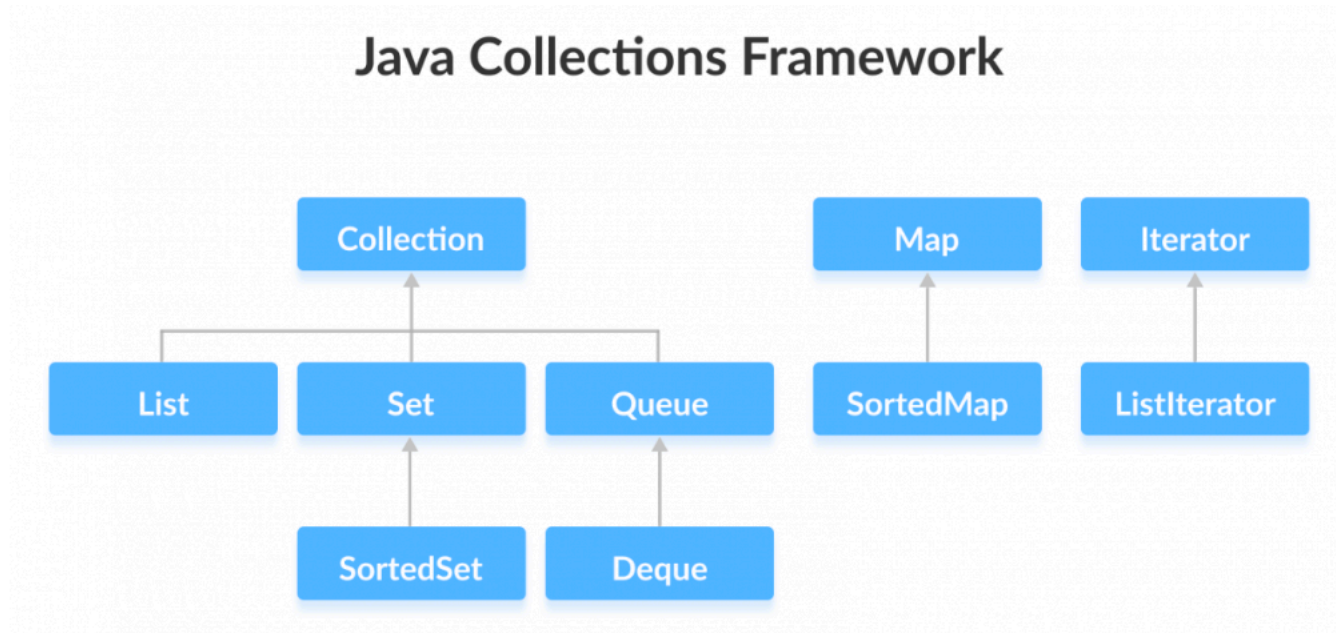 Java Collections Framework
Collection
Map
Iterator
List
Set
Queue
SortedMap
ListIterator
SortedSet
Deque